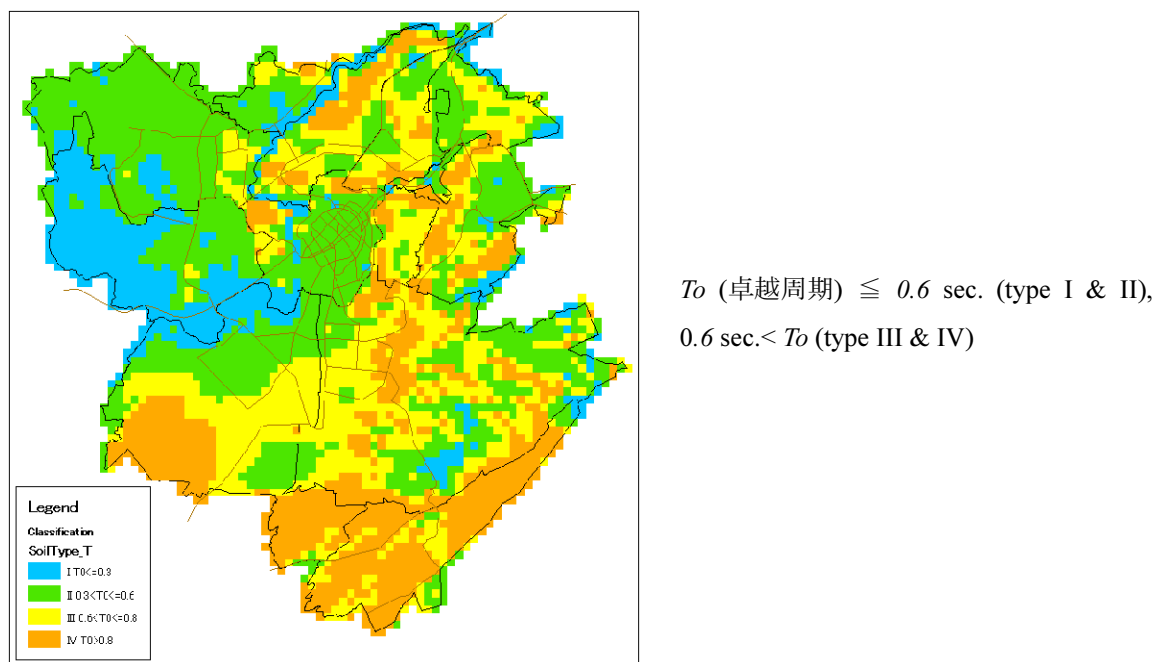 To (卓越周期) ≦ 0.6 sec. (type I & II),
0.6 sec.< To (type III & IV)
Legend
Classification
SoilType_T
I T0<=0.3
II 0.3<T0<=0.6
III 0.6<T0<=0.8
IV T0>0.8